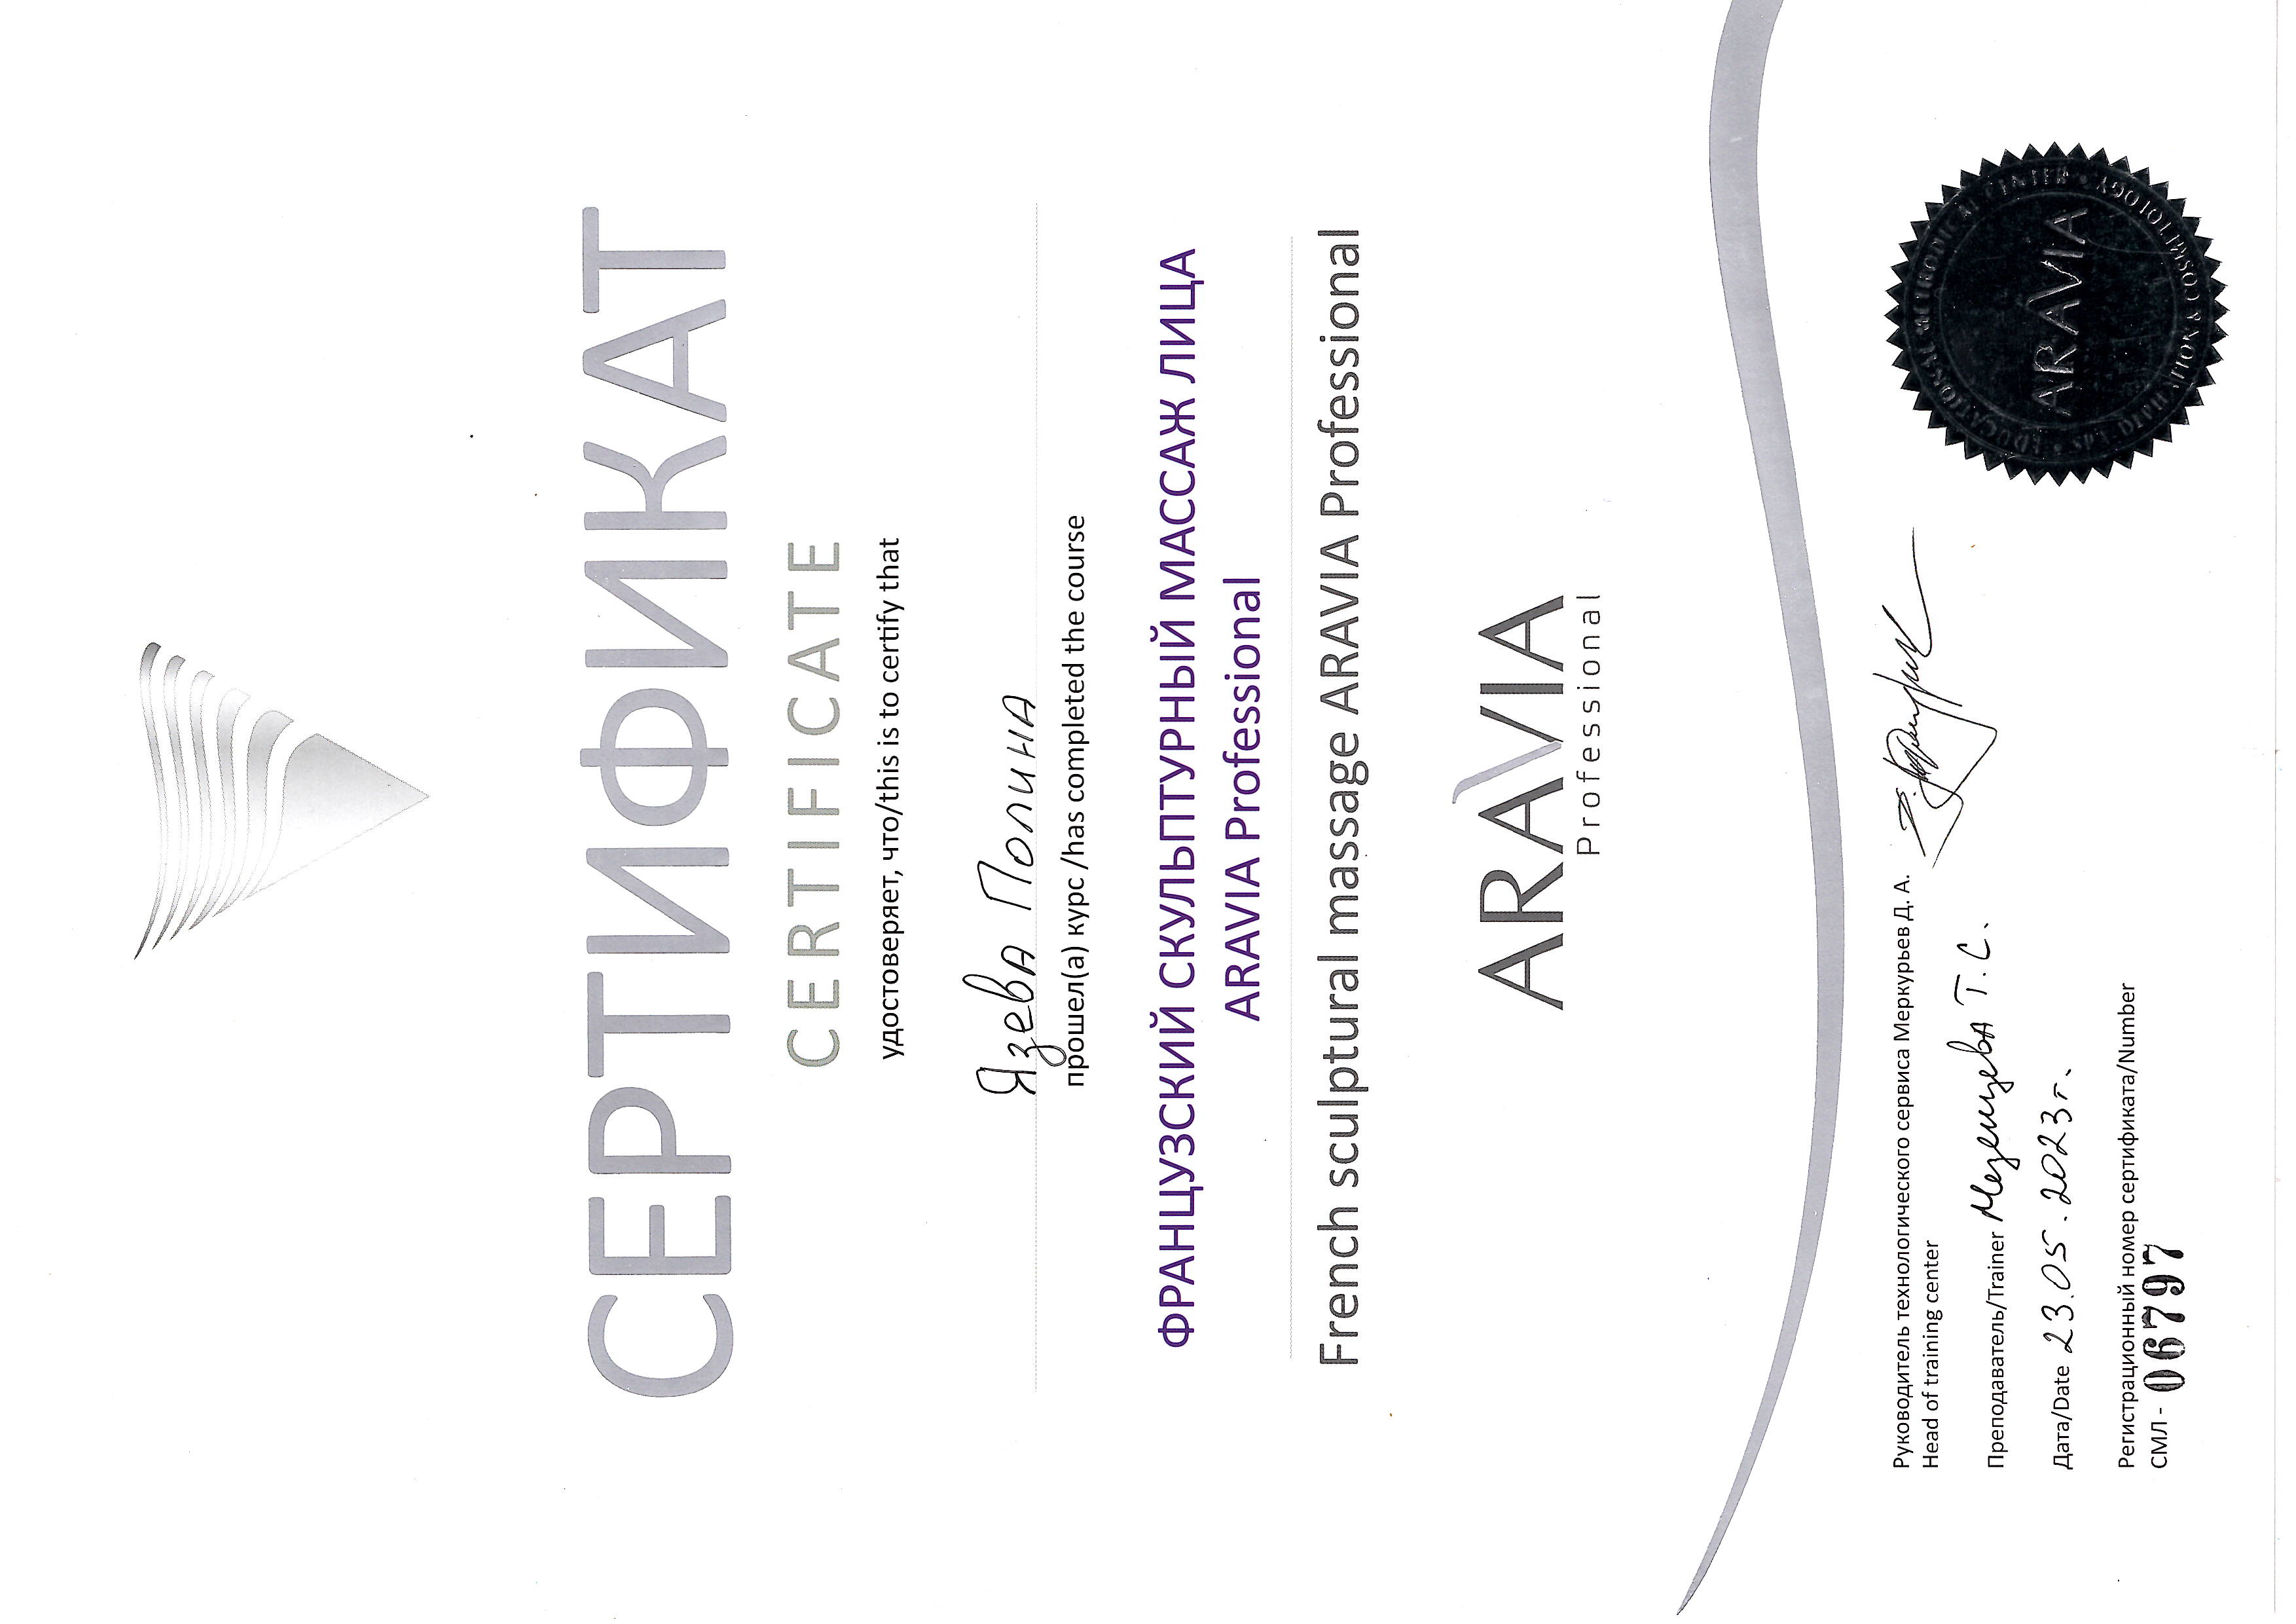 СЕРТИФИКАТ
CERTIFICATE
удостоверяет, что/this is to certify that
Язева Полина
прошел(а) курс /has completed the course
ФРАНЦУЗСКИЙ СКУЛЬПТУРНЫЙ МАССАЖ ЛИЦА
ARAVIA Professional
French sculptural massage ARAVIA Professional
ARAVIA
Professional
Руководитель технологического сервиса Меркурьев Д. А.
Head of training center
Преподаватель/Trainer Мезенцева Т. С.
Дата/Date 23.05.2023г.
Регистрационный номер сертификата/Number
СМЛ - 06797
ARAVIA
EDUCATIONAL METHODICAL CENTER
& COSMETOLOGY